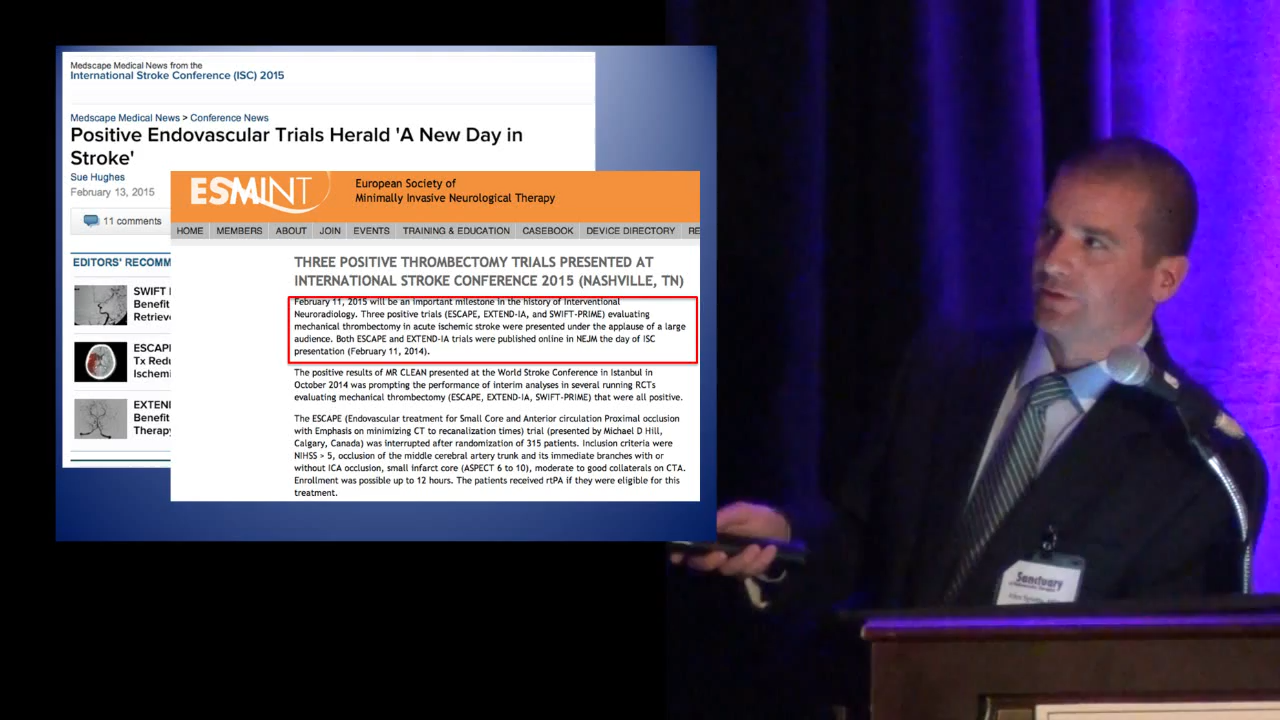 Medscape Medical News from the
International Stroke Conference (ISC) 2015
Medscape Medical News > Conference News
Positive Endovascular Trials Herald 'A New Day in
Stroke'
Sue Hughes
February 13, 2015
11 comments
EDITORS' RECOMM
SWIFT
Benefit
Retriev
ESCAP
Tx Redu
Ischemi
EXTEN
Benefit
Therapy
ESMINT
European Society of
Minimally Invasive Neurological Therapy
HOME MEMBERS ABOUT JOIN EVENTS TRAINING & EDUCATION CASEBOOK DEVICE DIRECTORY RE
THREE POSITIVE THROMBECTOMY TRIALS PRESENTED AT
INTERNATIONAL STROKE CONFERENCE 2015 (NASHVILLE, TN)
February 11, 2015 will be an important milestone in the history of Interventional
Neuroradiology. Three positive trials (ESCAPE, EXTEND-IA, and SWIFT-PRIME) evaluating
mechanical thrombectomy in acute ischemic stroke were presented under the applause of a large
audience. Both ESCAPE and EXTEND-IA trials were published online in NEJM the day of ISC
presentation (February 11, 2014).
The positive results of MR CLEAN presented at the World Stroke Conference in Istanbul in
October 2014 was prompting the performance of interim analyses in several running RCTs
evaluating mechanical thrombectomy (ESCAPE, EXTEND-IA, SWIFT-PRIME) that were all positive.
The ESCAPE (Endovascular treatment for Small Core and Anterior circulation Proximal occlusion
with Emphasis on minimizing CT to recanalization times) trial (presented by Michael D Hill,
Calgary, Canada) was interrupted after randomization of 315 patients. Inclusion criteria were
NIHSS > 5, occlusion of the middle cerebral artery trunk and its immediate branches with or
without ICA occlusion, small infarct core (ASPECT 6 to 10), moderate to good collaterals on CTA.
Enrollment was possible up to 12 hours. The patients received rtPA if they were eligible for this
treatment.
Sanctuary